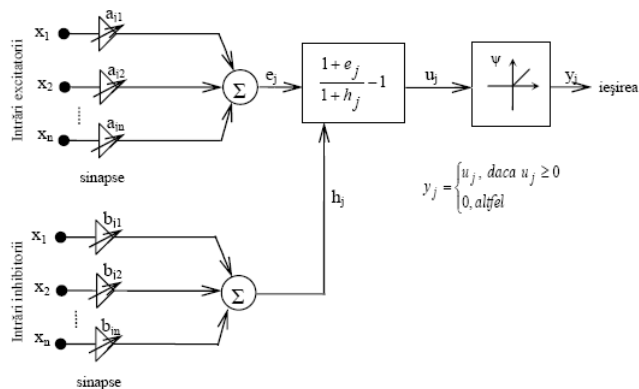 Intrări excitatorii
x1
aj1
x2
aj2
xn
ajn
sinapse
Σ
ej
1 + ej
1 + hj
-1
uj
Ψ
yj
ieșirea
yj = { uj , daca uj ≥ 0
0, altfel
hj
Intrări inhibitorii
x1
bj1
x2
bj2
xn
bjn
sinapse
Σ